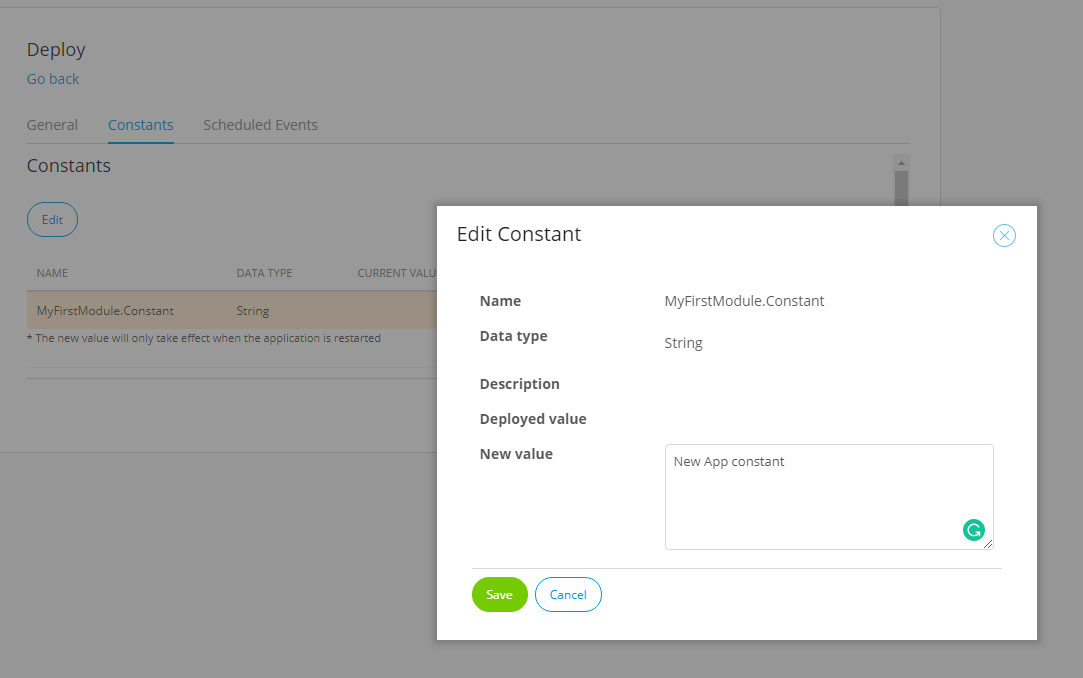 Deploy
Go back
General Constants Scheduled Events
Constants
Edit
NAME DATA TYPE CURRENT VALU
MyFirstModule.Constant String
* The new value will only take effect when the application is restarted
Edit Constant
Name MyFirstModule.Constant
Data type String
Description
Deployed value
New value New App constant
Save Cancel